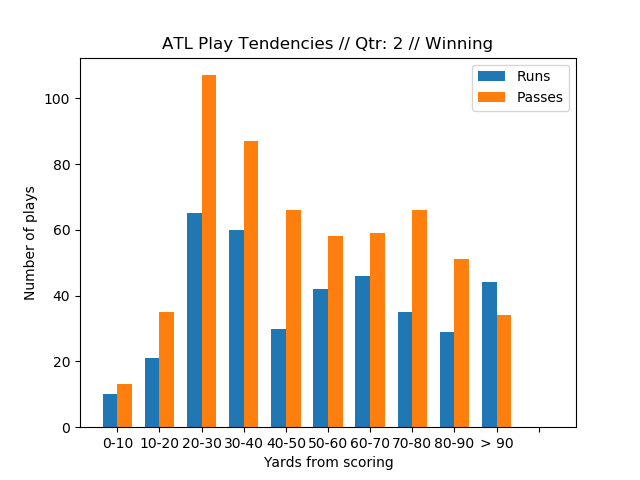 ATL Play Tendencies // Qtr: 2 // Winning
Runs
Passes
100
80
60
40
20
0
Number of plays
0-10 10-20 20-30 30-40 40-50 50-60 60-70 70-80 80-90 > 90
Yards from scoring